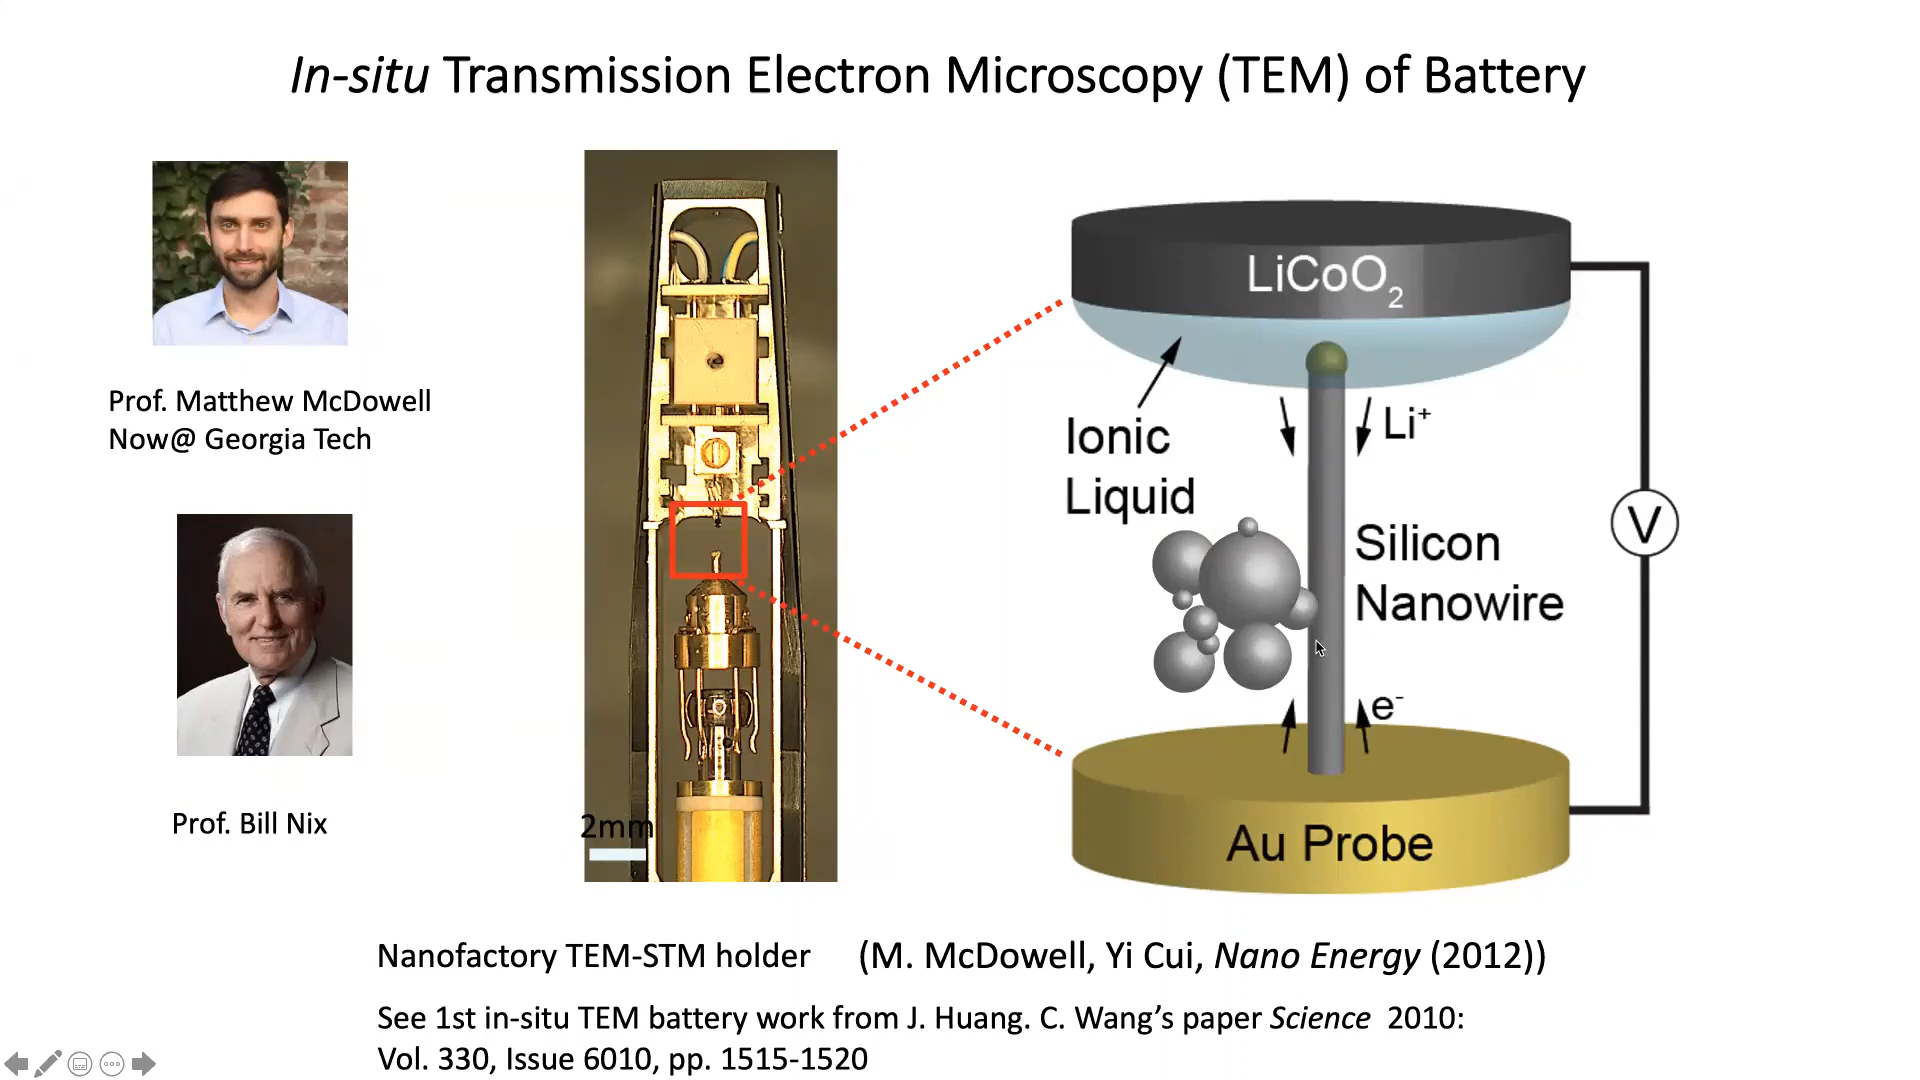 In-situ Transmission Electron Microscopy (TEM) of Battery
Prof. Matthew McDowell
Now@ Georgia Tech
Prof. Bill Nix
2mm
LiCoO2
Ionic
Liquid
Li+
Silicon
Nanowire
V
e-
Au Probe
Nanofactory TEM-STM holder
(M. McDowell, Yi Cui, Nano Energy (2012))
See 1st in-situ TEM battery work from J. Huang. C. Wang’s paper Science 2010:
Vol. 330, Issue 6010, pp. 1515-1520